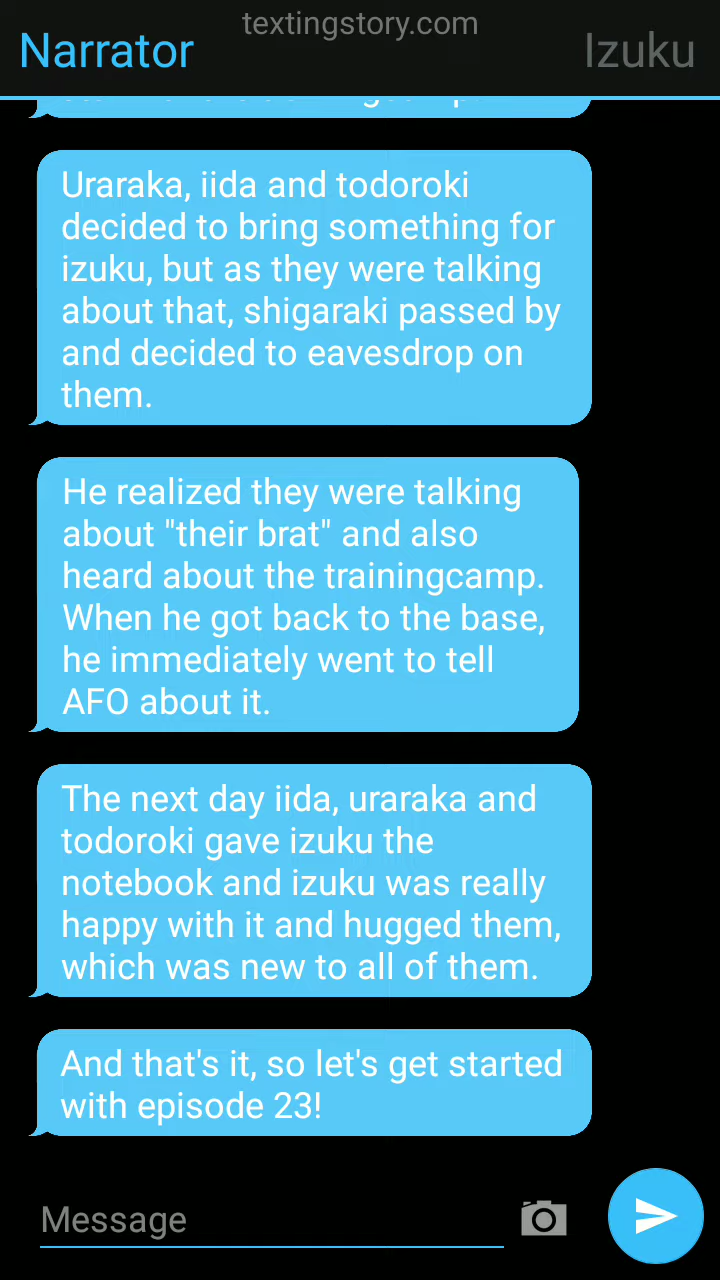 textingstory.com
Narrator
Izuku
Uraraka, iida and todoroki
decided to bring something for
izuku, but as they were talking
about that, shigaraki passed by
and decided to eavesdrop on
them.
He realized they were talking
about "their brat" and also
heard about the trainingcamp.
When he got back to the base,
he immediately went to tell
AFO about it.
The next day iida, uraraka and
todoroki gave izuku the
notebook and izuku was really
happy with it and hugged them,
which was new to all of them.
And that's it, so let's get started
with episode 23!
Message